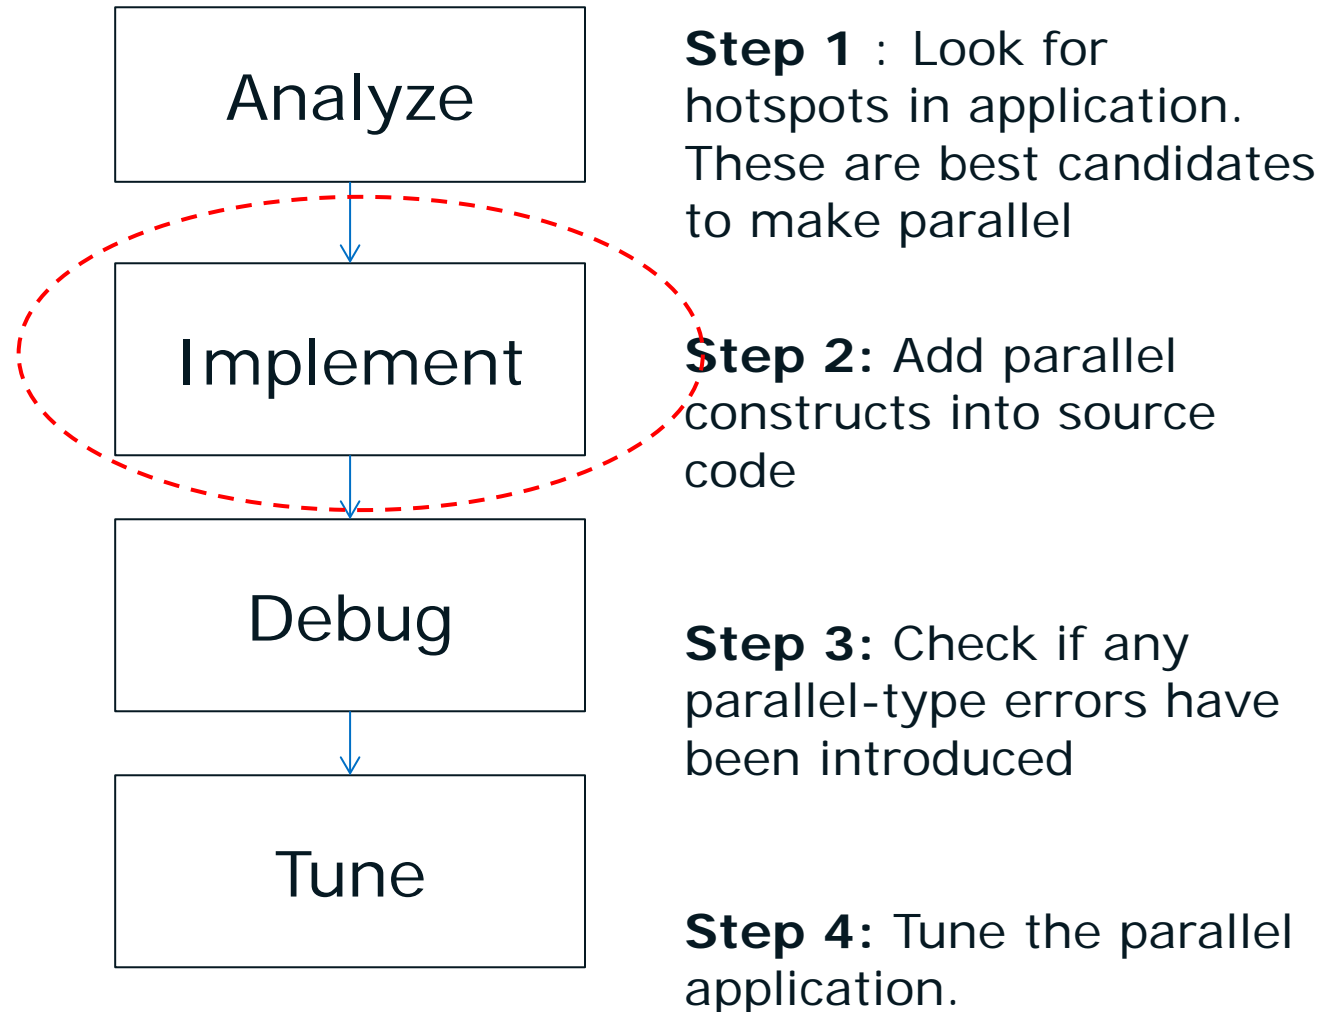 Analyze
Step 1 : Look for
hotspots in application.
These are best candidates
to make parallel
Implement
Step 2: Add parallel
constructs into source
code
Debug
Step 3: Check if any
parallel-type errors have
been introduced
Tune
Step 4: Tune the parallel
application.